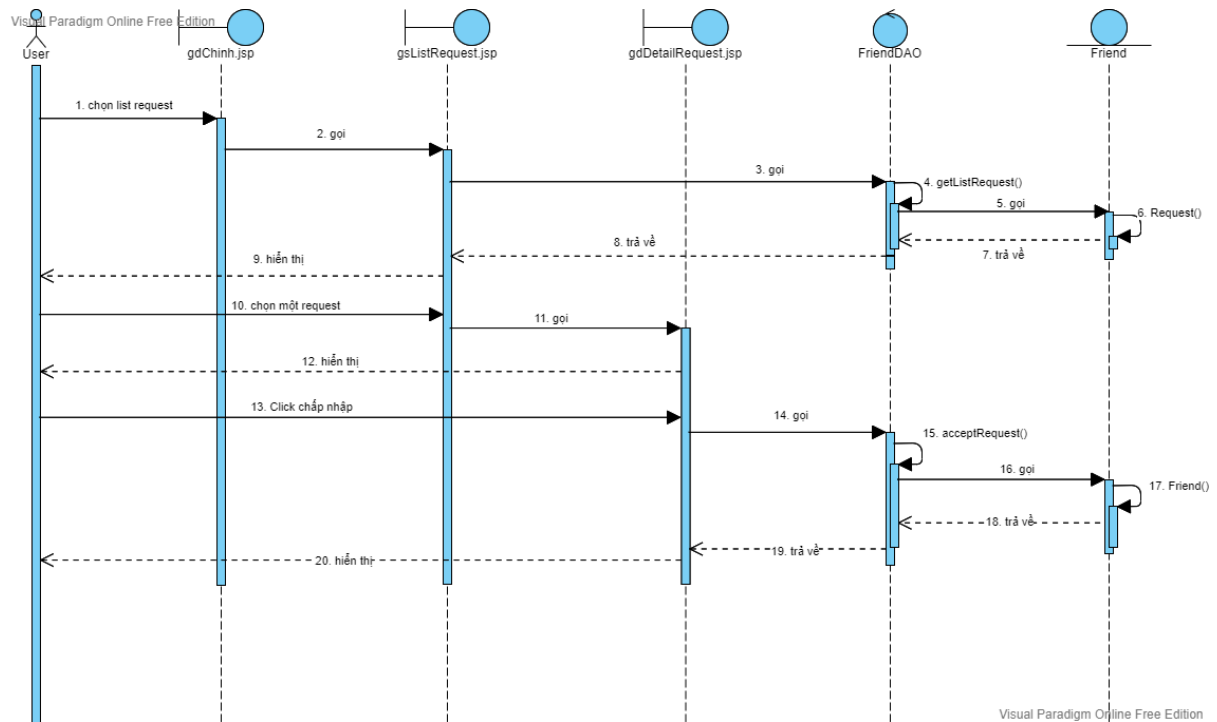 Visual Paradigm Online Free Edition
User
gdChinh.jsp
gsListRequest.jsp
gdDetailRequest.jsp
FriendDAO
Friend
1. chọn list request
2. gọi
3. gọi
4. getListRequest()
5. gọi
6. Request()
7. trả về
8. trả về
9. hiển thị
10. chọn một request
11. gọi
12. hiển thị
13. Click chấp nhập
14. gọi
15. acceptRequest()
16. gọi
17. Friend()
18. trả về
19. trả về
20. hiển thị
Visual Paradigm Online Free Edition